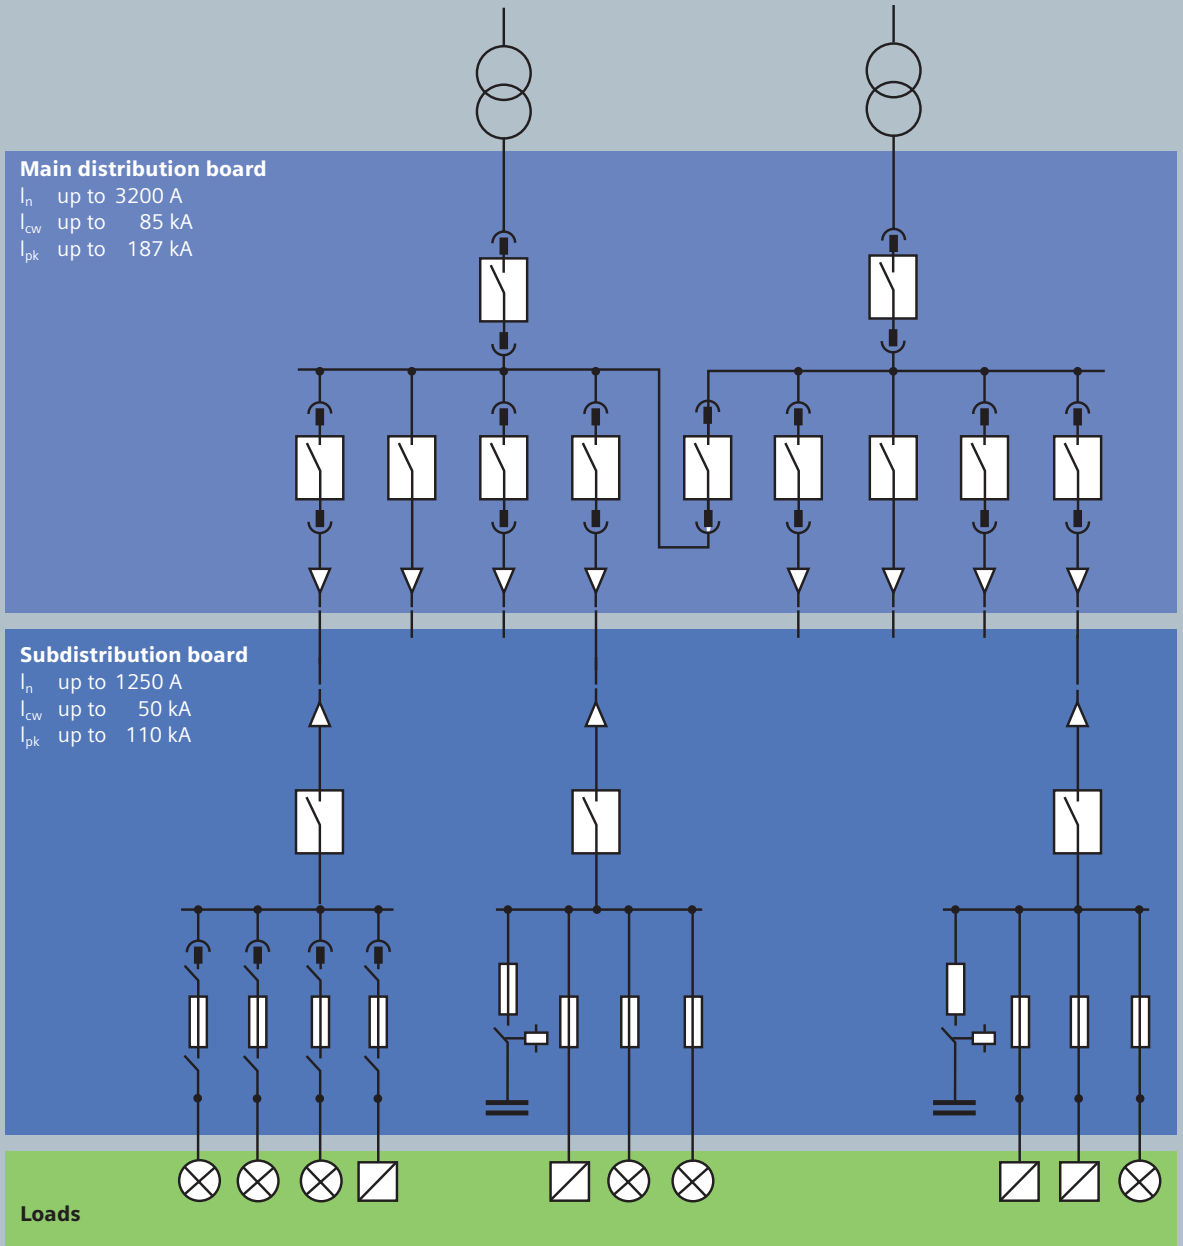 Main distribution board
In up to 3200 A
Icw up to 85 kA
Ipk up to 187 kA
Subdistribution board
In up to 1250 A
Icw up to 50 kA
Ipk up to 110 kA
Loads